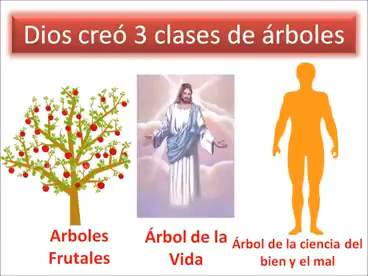 Dios creó 3 clases de árboles
Arboles
Frutales
Árbol de la
Vida
Árbol de la ciencia del
bien y el mal